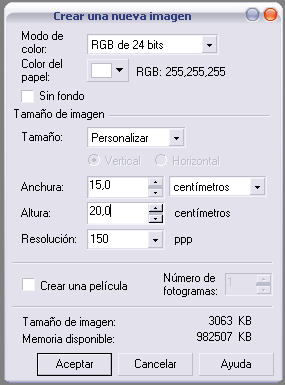 Crear una nueva imagen
Modo de color: RGB de 24 bits
Color del papel: RGB: 255,255,255
Sin fondo
Tamaño de imagen
Tamaño: Personalizar
Vertical Horizontal
Anchura: 15,0 centímetros
Altura: 20,0 centímetros
Resolución: 150 ppp
Crear una película Número de fotogramas: 1
Tamaño de imagen: 3063 KB
Memoria disponible: 982507 KB
Aceptar Cancelar Ayuda